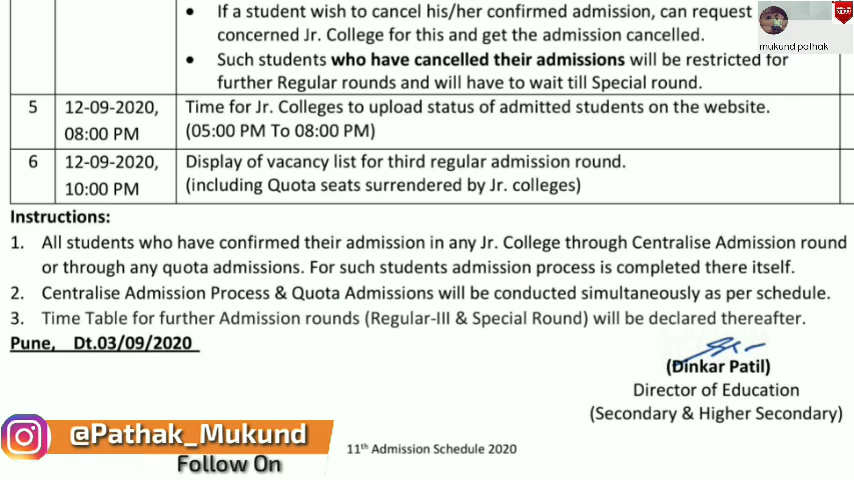 • If a student wish to cancel his/her confirmed admission, can request
concerned Jr. College for this and get the admission cancelled.
• Such students who have cancelled their admissions will be restricted for
further Regular rounds and will have to wait till Special round.
5 12-09-2020, Time for Jr. Colleges to upload status of admitted students on the website.
08:00 PM (05:00 PM To 08:00 PM)
6 12-09-2020, Display of vacancy list for third regular admission round.
10:00 PM (including Quota seats surrendered by Jr. colleges)
mukund pathak
Instructions:
1. All students who have confirmed their admission in any Jr. College through Centralise Admission round
or through any quota admissions. For such students admission process is completed there itself.
2. Centralise Admission Process & Quota Admissions will be conducted simultaneously as per schedule.
3. Time Table for further Admission rounds (Regular-III & Special Round) will be declared thereafter.
Pune, Dt.03/09/2020
(Dinkar Patil)
Director of Education
(Secondary & Higher Secondary)
@Pathak_Mukund
Follow On
11th Admission Schedule 2020